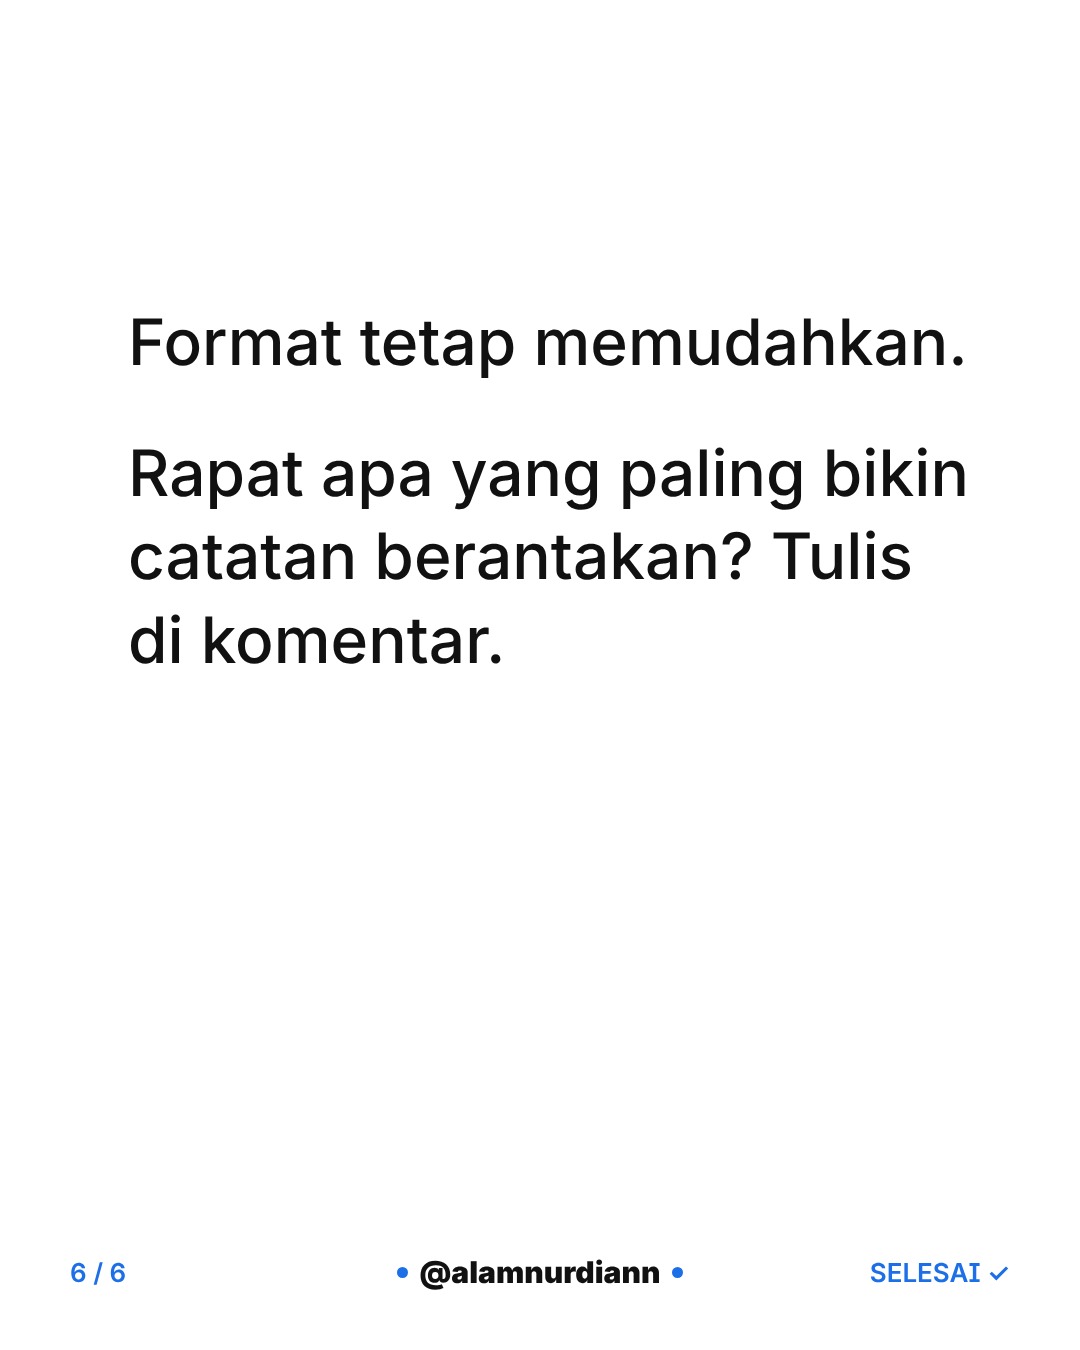 Format tetap memudahkan.
Rapat apa yang paling bikin
catatan berantakan? Tulis
di komentar.
6 / 6
• @alamnurdiann •
SELESAI ✓